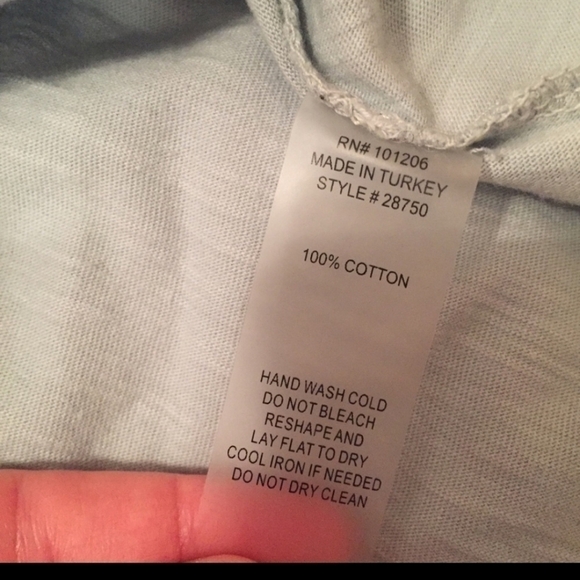 RN# 101206
MADE IN TURKEY
STYLE # 28750
100% COTTON
HAND WASH COLD
DO NOT BLEACH
RESHAPE AND
LAY FLAT TO DRY
COOL IRON IF NEEDED
DO NOT DRY CLEAN